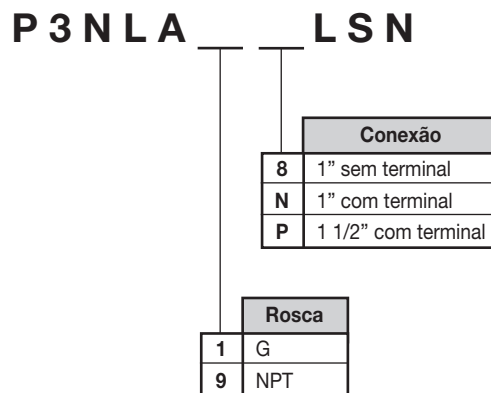 P3NLA__ __LSN
Conexão
8 1” sem terminal
N 1” com terminal
P 1 1/2” com terminal
Rosca
1 G
9 NPT